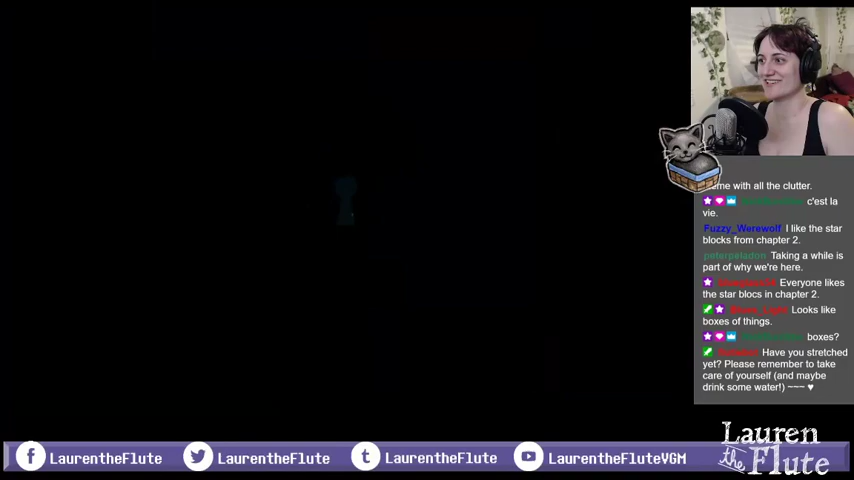 with all the clutter.
c'est la
vie.
Fuzzy_Werewolf I like the star
blocks from chapter 2.
peterpeladon Taking a while is
part of why we're here.
Everyone likes
the star blocs in chapter 2.
Looks like
boxes of things.
boxes?
Have you stretched
yet? Please remember to take
care of yourself (and maybe
drink some water!) ~~~ ♥
Lauren
the Flute
LaurentheFlute
LaurentheFlute
LaurentheFlute
LaurentheFluteVGM